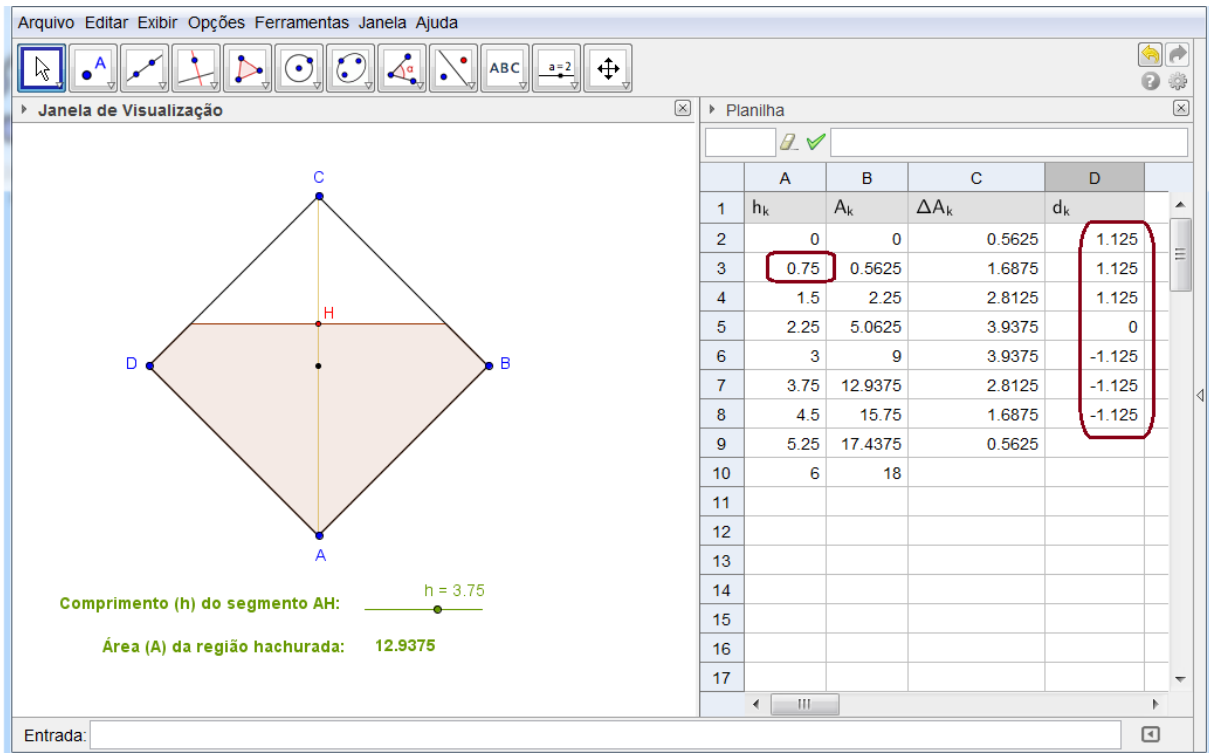 Arquivo Editar Exibir Opções Ferramentas Janela Ajuda
A α ABC a=2
Janela de Visualização
C
H
D
B
A
h = 3.75
Comprimento (h) do segmento AH:
Área (A) da região hachurada: 12.9375
Planilha
A B C D
1 hₖ Aₖ ΔAₖ dₖ
2 0 0 0.5625 1.125
3 0.75 0.5625 1.6875 1.125
4 1.5 2.25 2.8125 1.125
5 2.25 5.0625 3.9375 0
6 3 9 3.9375 -1.125
7 3.75 12.9375 2.8125 -1.125
8 4.5 15.75 1.6875 -1.125
9 5.25 17.4375 0.5625
10 6 18
11
12
13
14
15
16
17
Entrada: